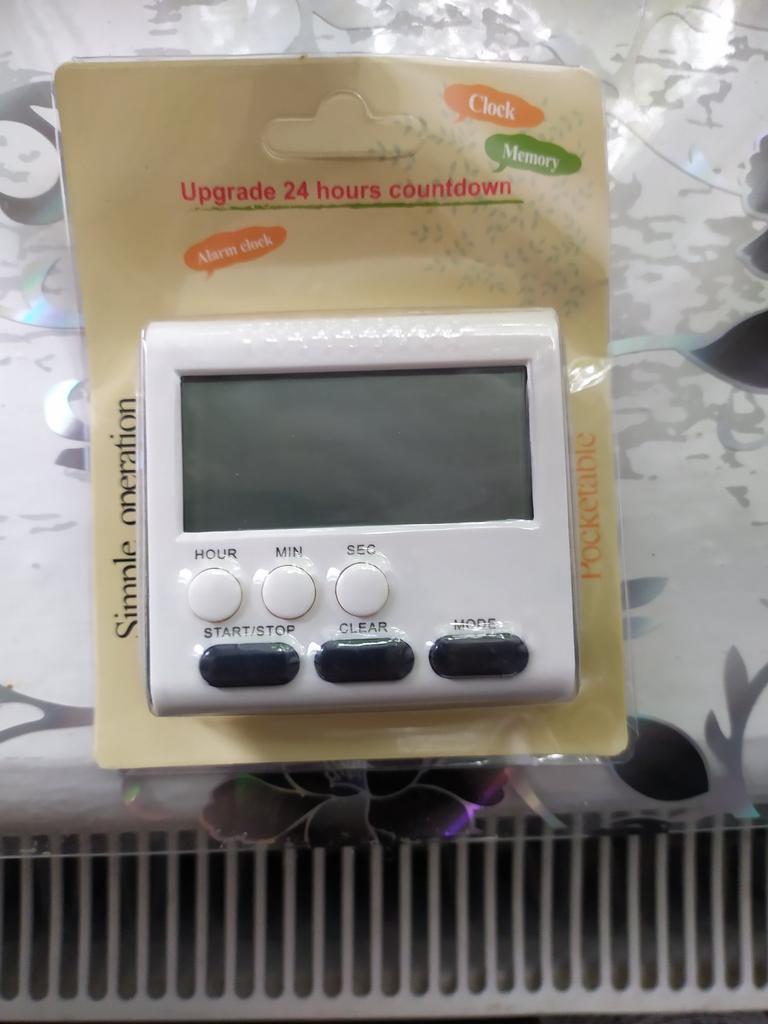 Clock
Memory
Upgrade 24 hours countdown
Alarm clock
Simple operation
Pocketable
HOUR MIN SEC
START/STOP CLEAR MODE